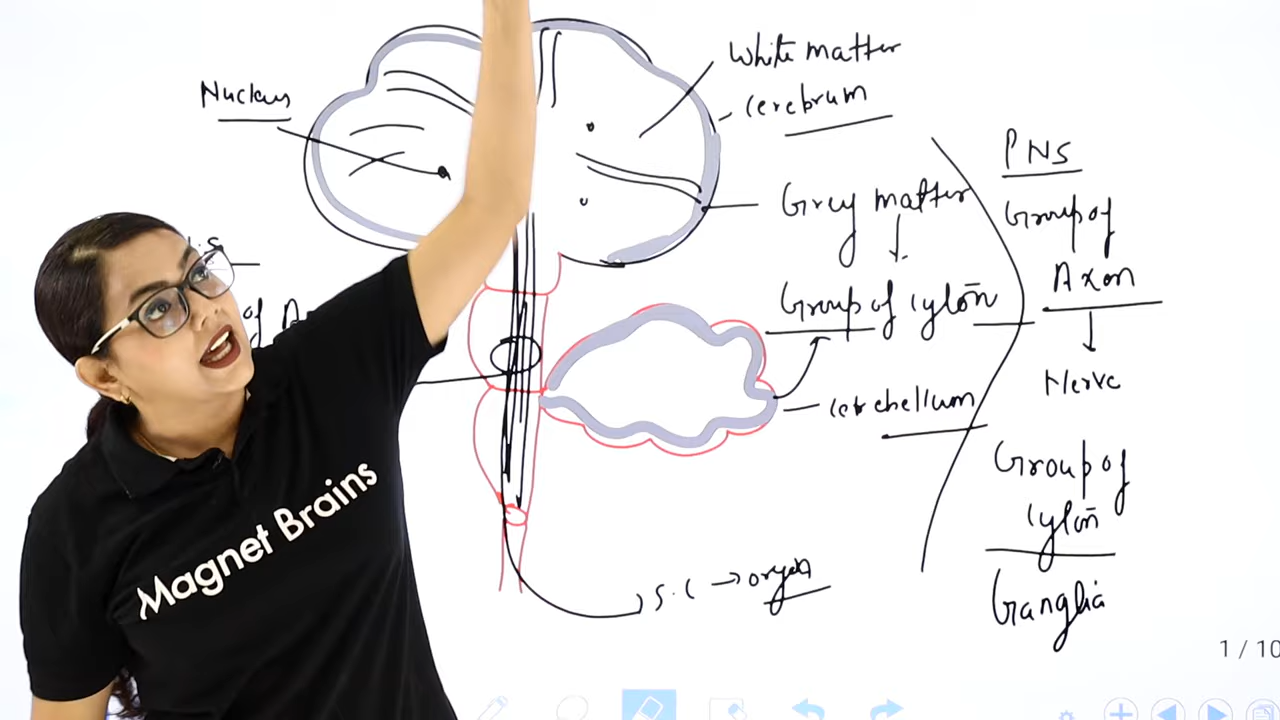 White matter
Nucleus
cerebrum
PNS
Grey matter
Group of
Axon
Group of cyton
Nerve
cerebellum
Group of
cyton
Ganglia
S.C → organ
Magnet Brains
1 / 10